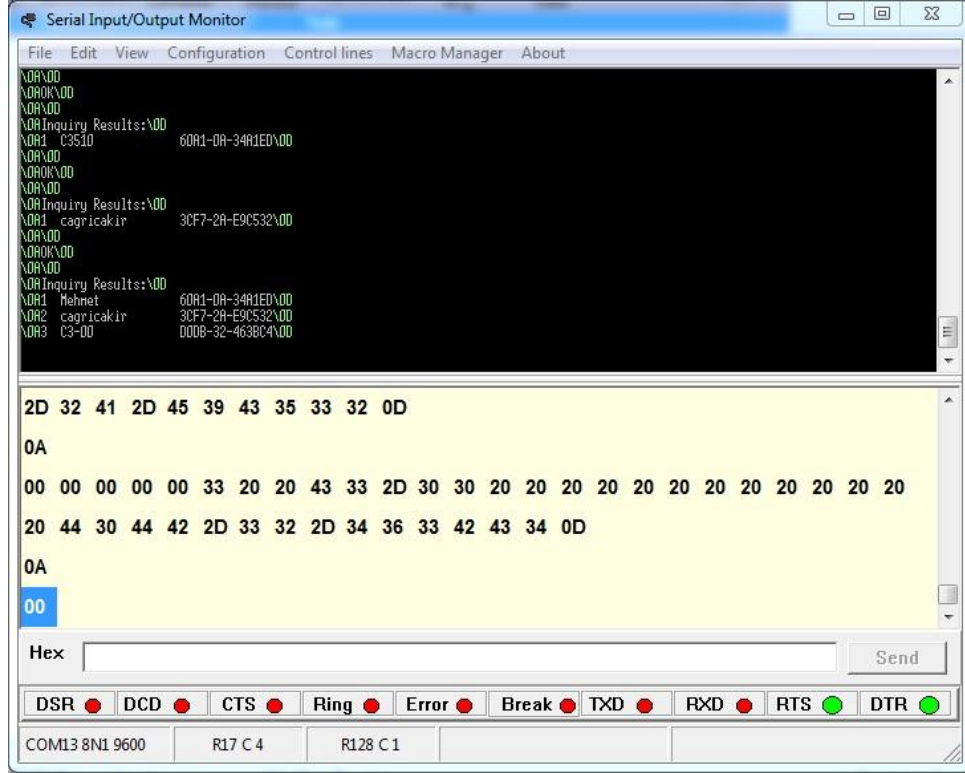 Serial Input/Output Monitor
File Edit View Configuration Control lines Macro Manager About
\0A\0D
\0AOK\0D
\0A\0D
\0AInquiry Results:\0D
\0A1 C3510 60A1-0A-34A1ED\0D
\0A\0D
\0AOK\0D
\0A\0D
\0AInquiry Results:\0D
\0A1 cagricakir 3CF7-2A-E9C532\0D
\0A\0D
\0AOK\0D
\0A\0D
\0AInquiry Results:\0D
\0A1 Mehmet 60A1-0A-34A1ED\0D
\0A2 cagricakir 3CF7-2A-E9C532\0D
\0A3 C3-00 D0DB-32-463BC4\0D
2D 32 41 2D 45 39 43 35 33 32 0D
0A
00 00 00 00 00 33 20 20 43 33 2D 30 30 20 20 20 20 20 20 20 20 20 20 20 20
20 44 30 44 42 2D 33 32 2D 34 36 33 42 43 34 0D
0A
00
Hex Send
DSR DCD CTS Ring Error Break TXD RXD RTS DTR
COM13 8N1 9600 R17 C 4 R128 C 1